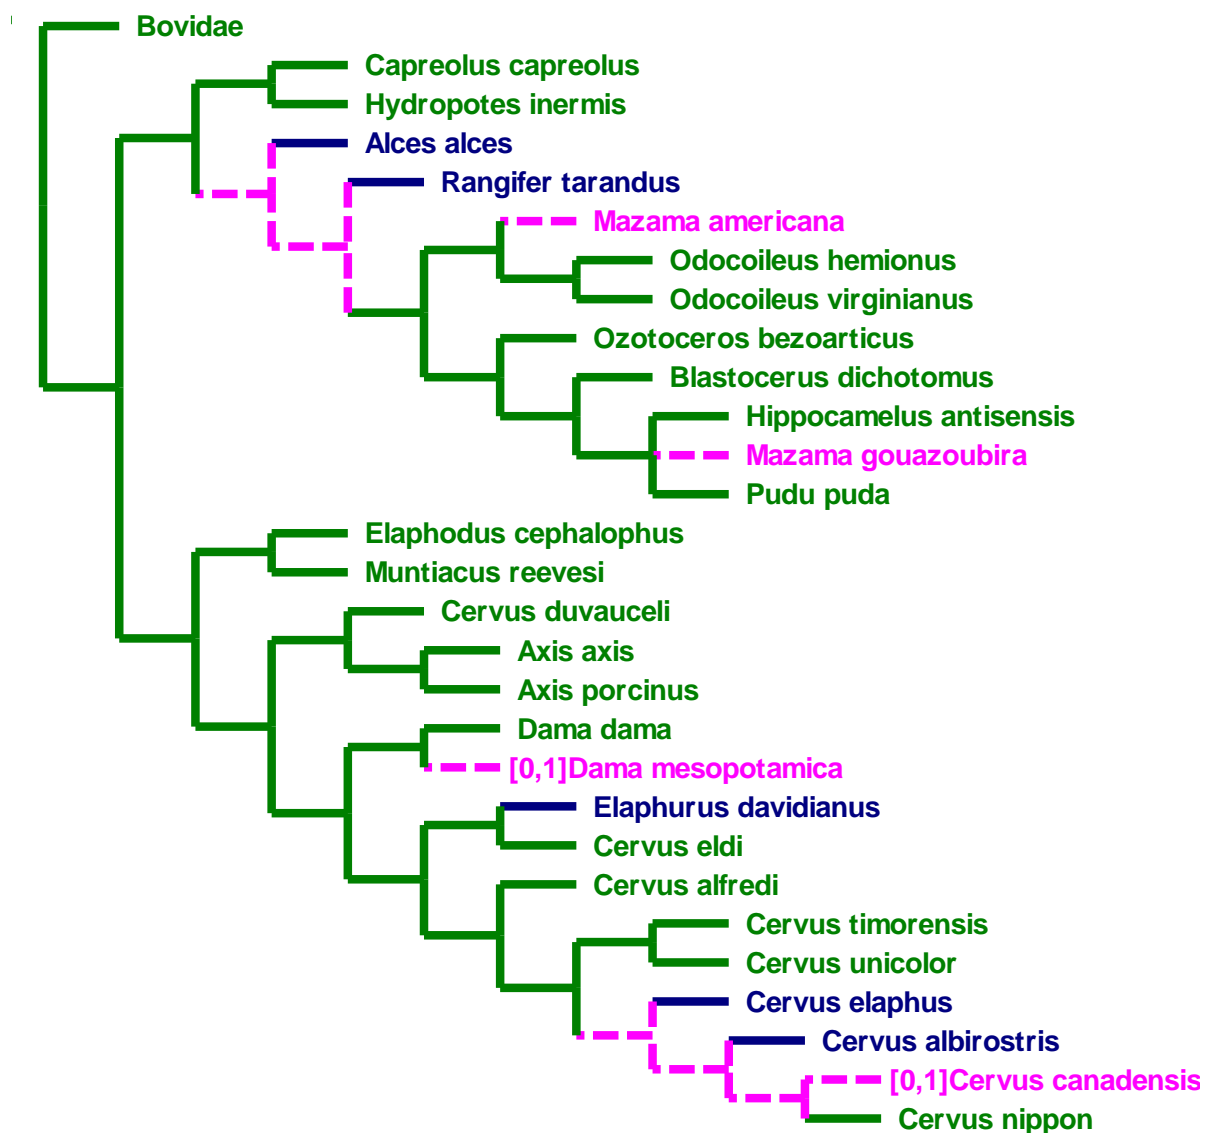 Bovidae
Capreolus capreolus
Hydropotes inermis
Alces alces
Rangifer tarandus
Mazama americana
Odocoileus hemionus
Odocoileus virginianus
Ozotoceros bezoarticus
Blastocerus dichotomus
Hippocamelus antisensis
Mazama gouazoubira
Pudu puda
Elaphodus cephalophus
Muntiacus reevesi
Cervus duvauceli
Axis axis
Axis porcinus
Dama dama
[0,1]Dama mesopotamica
Elaphurus davidianus
Cervus eldi
Cervus alfredi
Cervus timorensis
Cervus unicolor
Cervus elaphus
Cervus albirostris
[0,1]Cervus canadensis
Cervus nippon